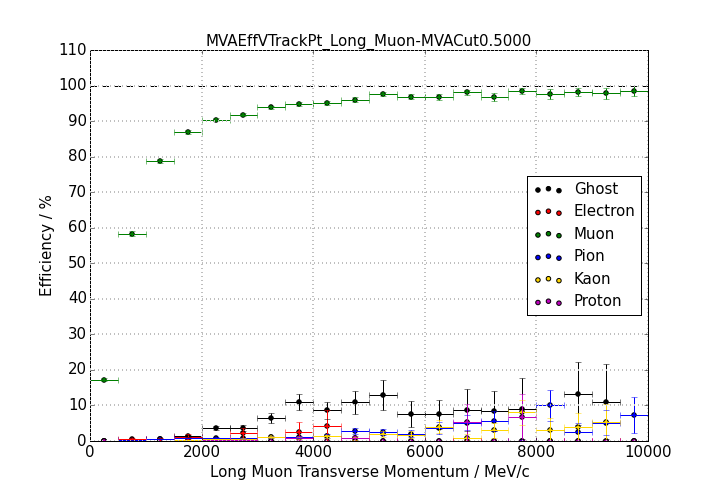 MVAEffVTrackPt_Long_Muon-MVACut0.5000
110
100
90
80
70
60
50
40
30
20
10
0
Efficiency / %
Ghost
Electron
Muon
Pion
Kaon
Proton
0 2000 4000 6000 8000 10000
Long Muon Transverse Momentum / MeV/c